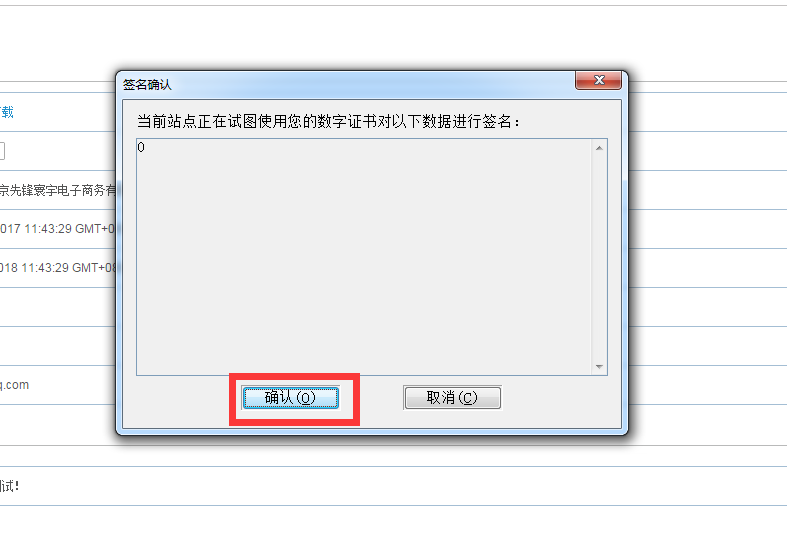 签名确认
当前站点正在试图使用您的数字证书对以下数据进行签名：
0
载
京先锋寰宇电子商务有
017 11:43:29 GMT+0
018 11:43:29 GMT+08
q.com
试！
确认(O)
取消(C)